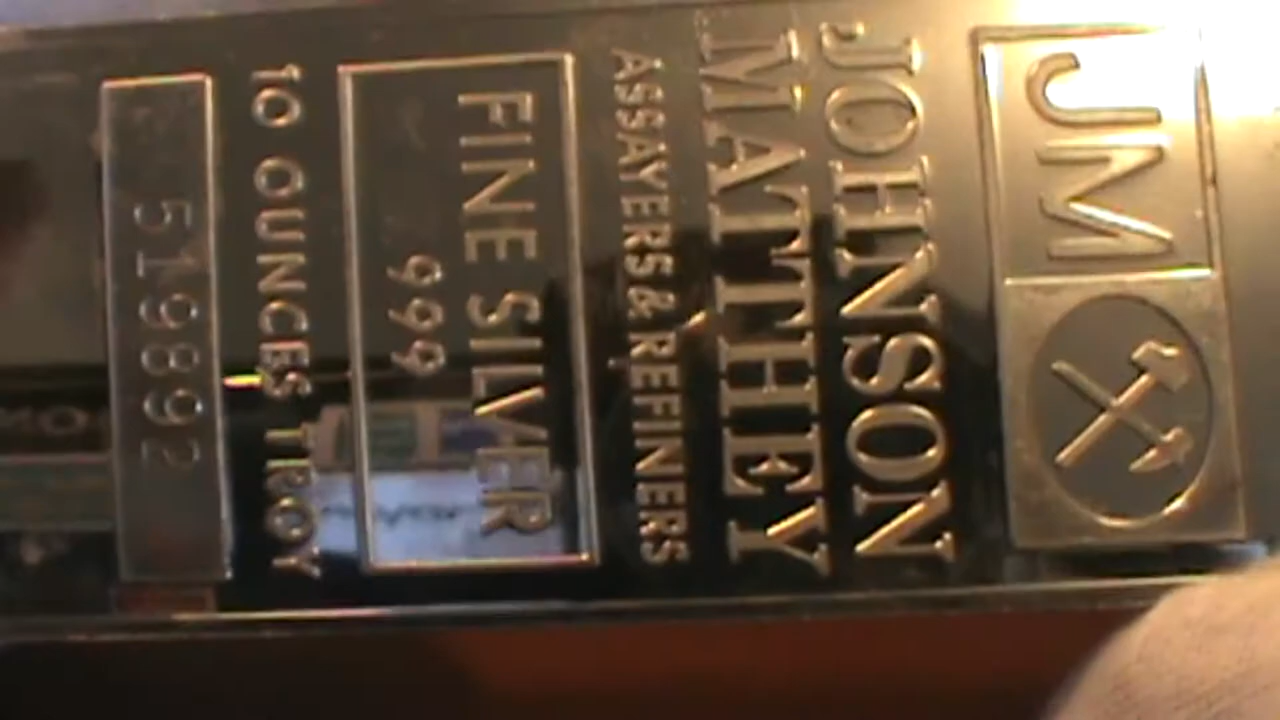 JM
JOHNSON
MATTHEY
ASSAYERS & REFINERS
FINE SILVER
999
10 OUNCES TROY
519892